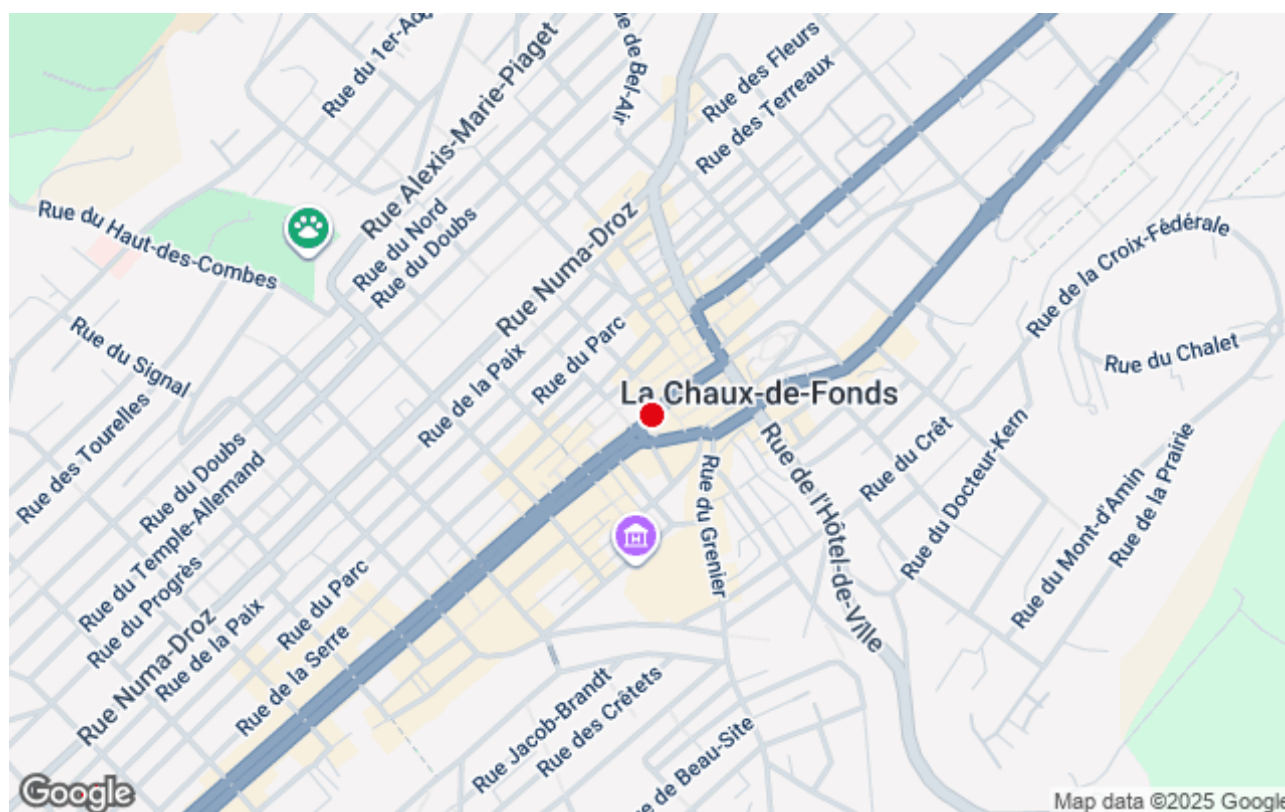 Rue du 1er-Ao
Rue Alexis-Marie-Piaget
e de Bel-Air
Rue des Fleurs
Rue des Terreaux
Rue du Haut-des-Combes
Rue du Nord
Rue du Doubs
Rue Numa-Droz
Rue de la Croix-Fédérale
Rue du Signal
Rue de la Paix
Rue du Parc
Rue du Chalet
La Chaux-de-Fonds
Rue des Tourelles
Rue du Doubs
Rue du Temple-Allemand
Rue du Progrès
Rue Numa-Droz
Rue de la Paix
Rue du Parc
Rue de la Serre
Rue du Grenier
Rue de l'Hôtel-de-Ville
Rue du Crêt
Rue du Docteur-Kern
Rue du Mont-d'Amin
Rue de la Prairie
Rue Jacob-Brandt
Rue des Crêtets
e de Beau-Site
Google
Map data ©2025 Google